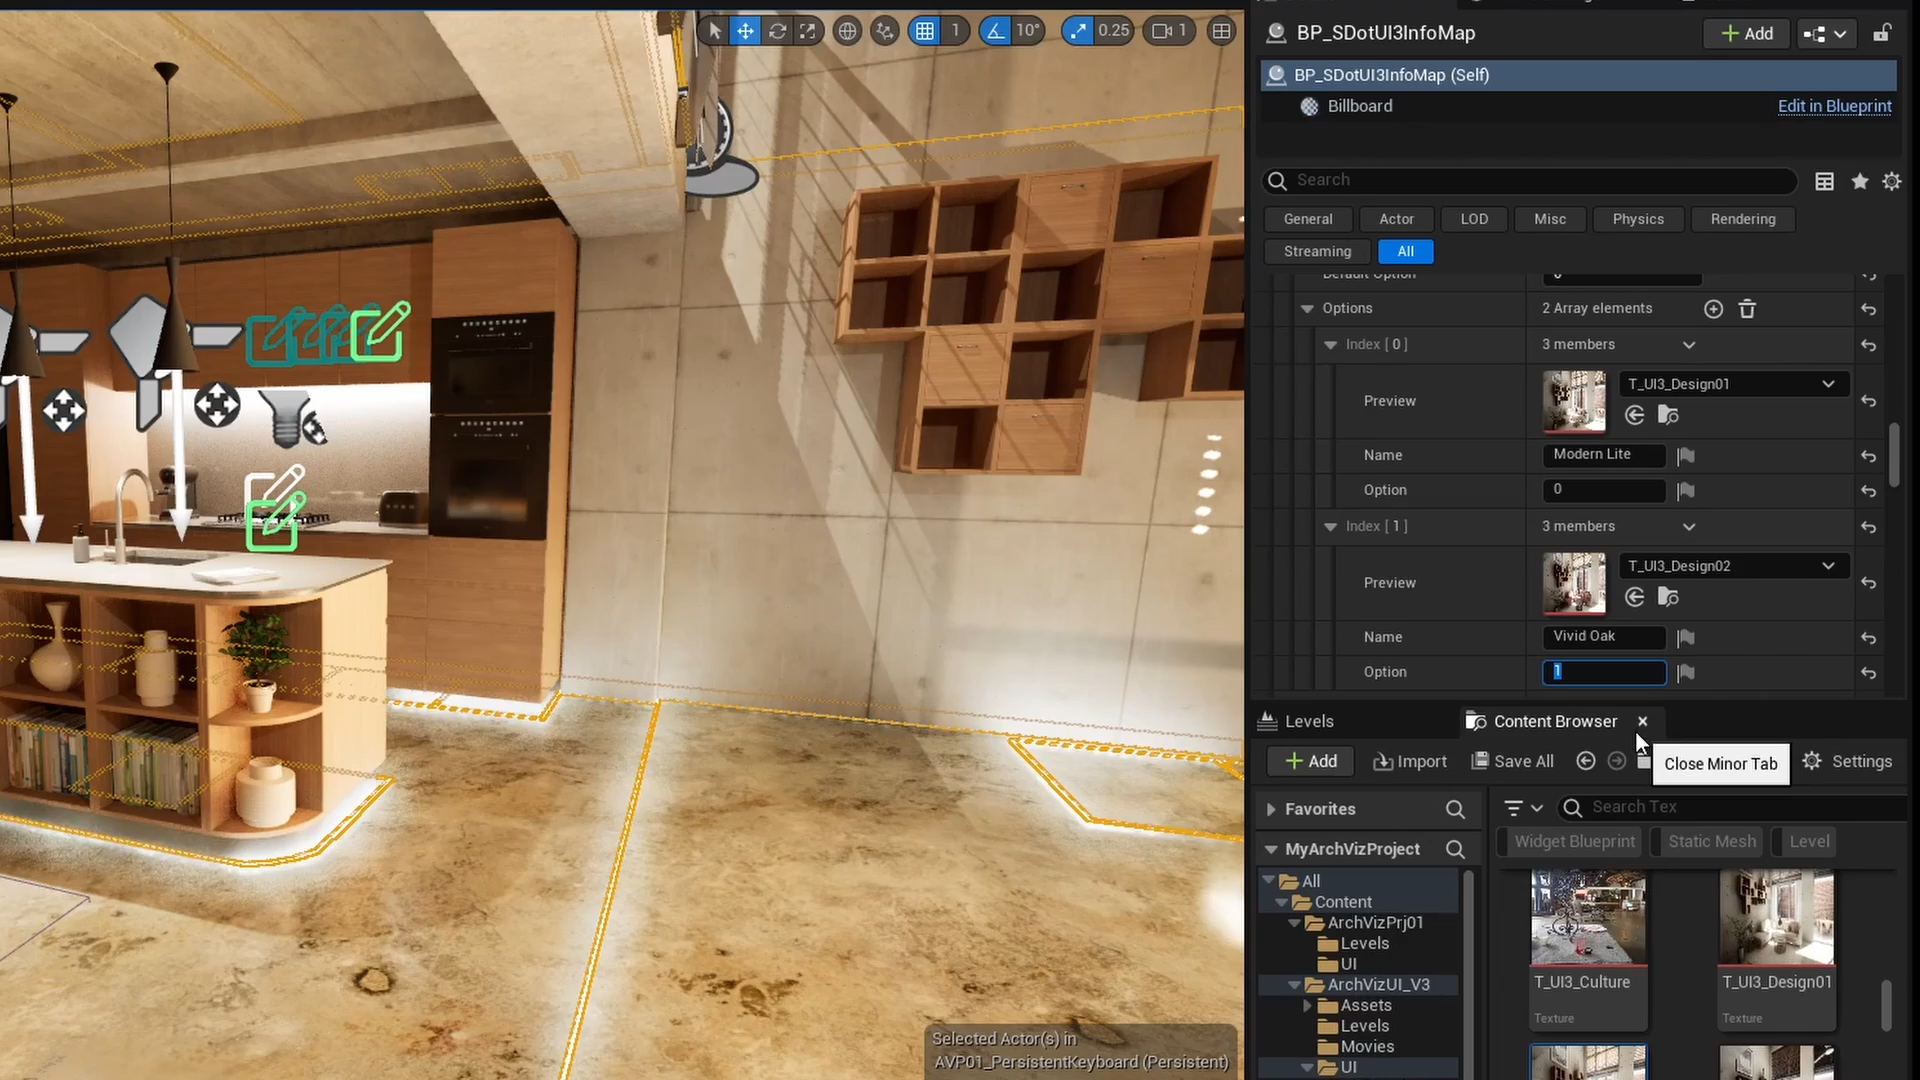 1
10°
0.25
1
BP_SDotUI3InfoMap
Add
BP_SDotUI3InfoMap (Self)
Billboard
Edit in Blueprint
Search
General
Actor
LOD
Misc
Physics
Rendering
Streaming
All
Default Option
Options
2 Array elements
Index [ 0 ]
3 members
Preview
T_UI3_Design01
Name
Modern Lite
Option
0
Index [ 1 ]
3 members
Preview
T_UI3_Design02
Name
Vivid Oak
Option
1
Levels
Content Browser
Add
Import
Save All
Close Minor Tab
Settings
Favorites
Search Tex
Widget Blueprint
Static Mesh
Level
MyArchVizProject
All
Content
ArchVizPrj01
Levels
UI
ArchVizUI_V3
Assets
Levels
Movies
UI
T_UI3_Culture
Texture
T_UI3_Design01
Texture
Selected Actor(s) in
AVP01_PersistentKeyboard (Persistent)